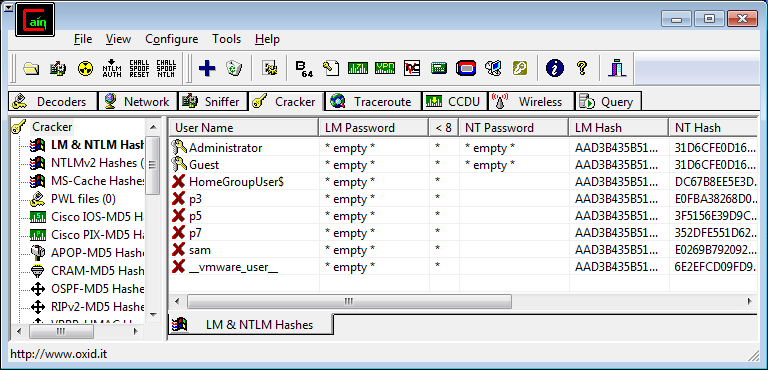 Cain
File View Configure Tools Help
NTLM AUTH CHALL SPOOF RESET CHALL SPOOF NTLM B 64
Decoders Network Sniffer Cracker Traceroute CCDU Wireless Query
Cracker
LM & NTLM Hash
NTLMv2 Hashes (
MS-Cache Hashes
PWL files (0)
Cisco IOS-MD5 H
Cisco PIX-MD5 H
APOP-MD5 Hashe
CRAM-MD5 Hashe
OSPF-MD5 Hashe
RIPv2-MD5 Hashe
VRRP-HMAC Hash
User Name LM Password < 8 NT Password LM Hash NT Hash
Administrator * empty * * * empty * AAD3B435B51... 31D6CFE0D16...
Guest * empty * * * empty * AAD3B435B51... 31D6CFE0D16...
HomeGroupUser$ * empty * * AAD3B435B51... DC67B8EE5E3D...
p3 * empty * * AAD3B435B51... E0FBA38268D0...
p5 * empty * * AAD3B435B51... 3F5156E39D9C...
p7 * empty * * AAD3B435B51... 352DFE551D62...
sam * empty * * AAD3B435B51... E0269B792092...
__vmware_user__ * empty * * AAD3B435B51... 6E2EFCD09FD9...
LM & NTLM Hashes
http://www.oxid.it